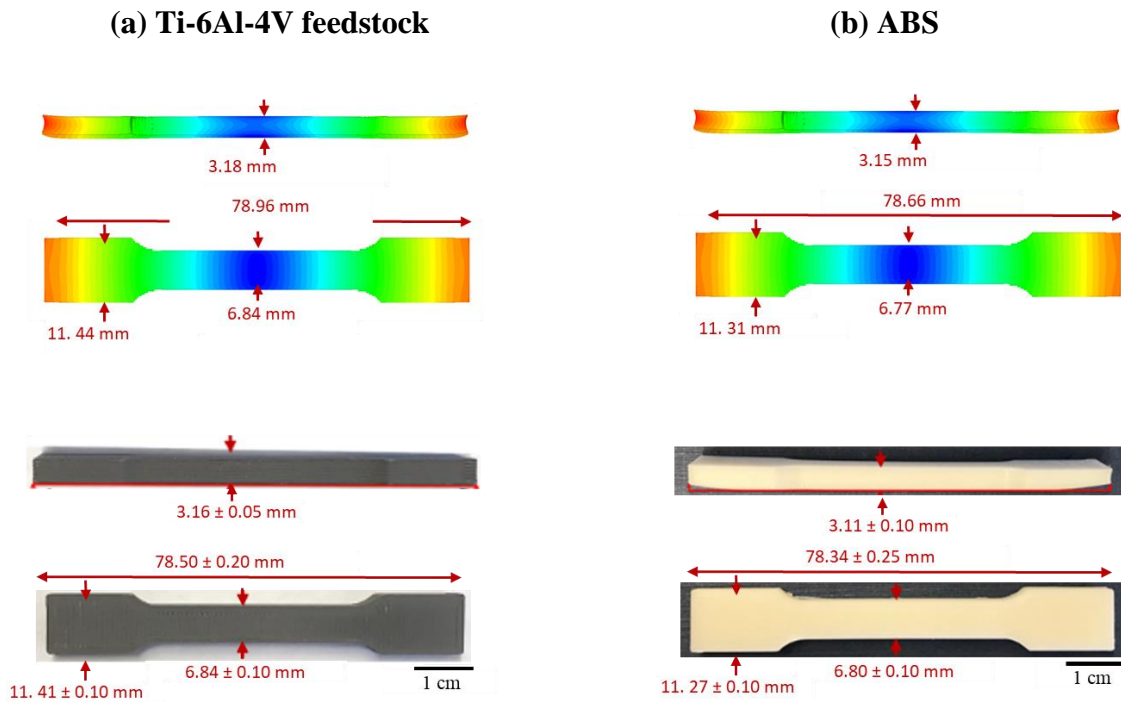 (a) Ti-6Al-4V feedstock
(b) ABS
3.18 mm
3.15 mm
78.96 mm
78.66 mm
6.84 mm
6.77 mm
11. 44 mm
11. 31 mm
3.16 ± 0.05 mm
3.11 ± 0.10 mm
78.50 ± 0.20 mm
78.34 ± 0.25 mm
6.84 ± 0.10 mm
6.80 ± 0.10 mm
1 cm
1 cm
11. 41 ± 0.10 mm
11. 27 ± 0.10 mm